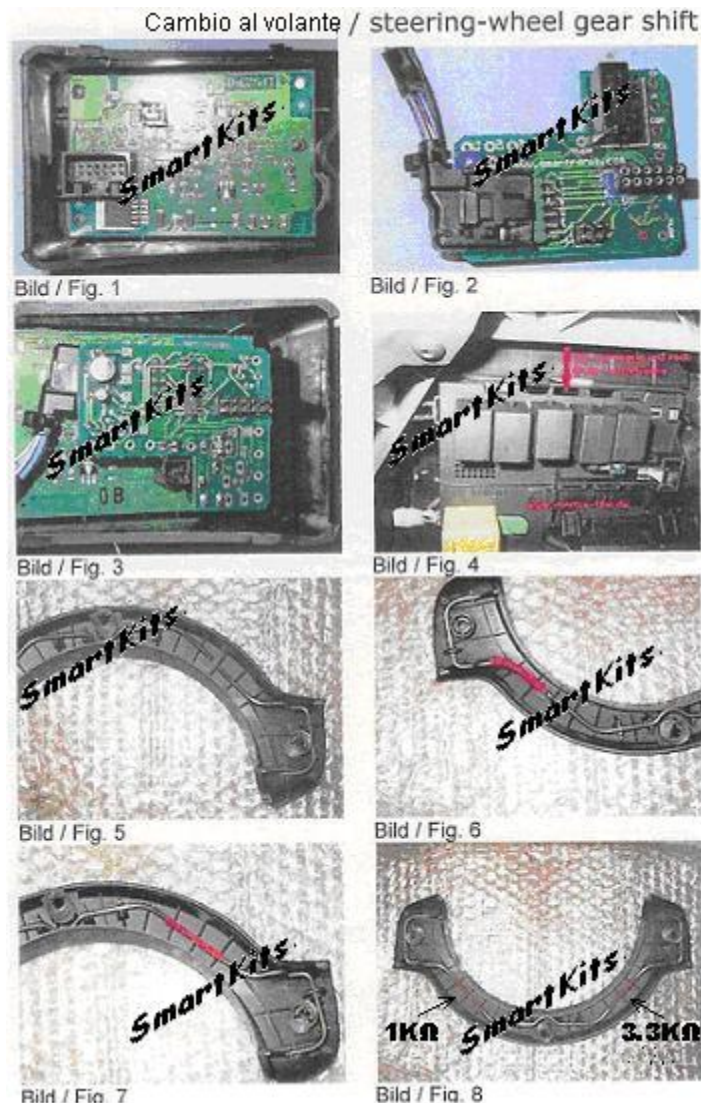 Cambio al volante / steering-wheel gear shift
SmartKits
SmartKits
Bild / Fig. 1
Bild / Fig. 2
SmartKits
08
SmartKits
Bild / Fig. 3
Bild / Fig. 4
SmartKits
SmartKits
Bild / Fig. 5
Bild / Fig. 6
SmartKits
SmartKits
1KΩ
3.3KΩ
Bild / Fig. 7
Bild / Fig. 8